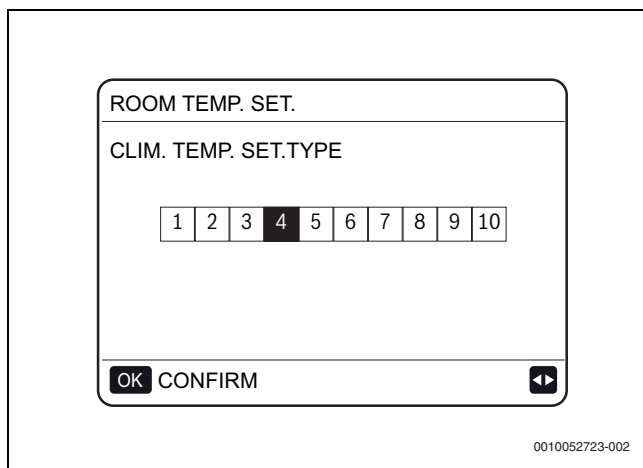 ROOM TEMP. SET.
CLIM. TEMP. SET.TYPE
1 2 3 4 5 6 7 8 9 10
OK CONFIRM
0010052723-002